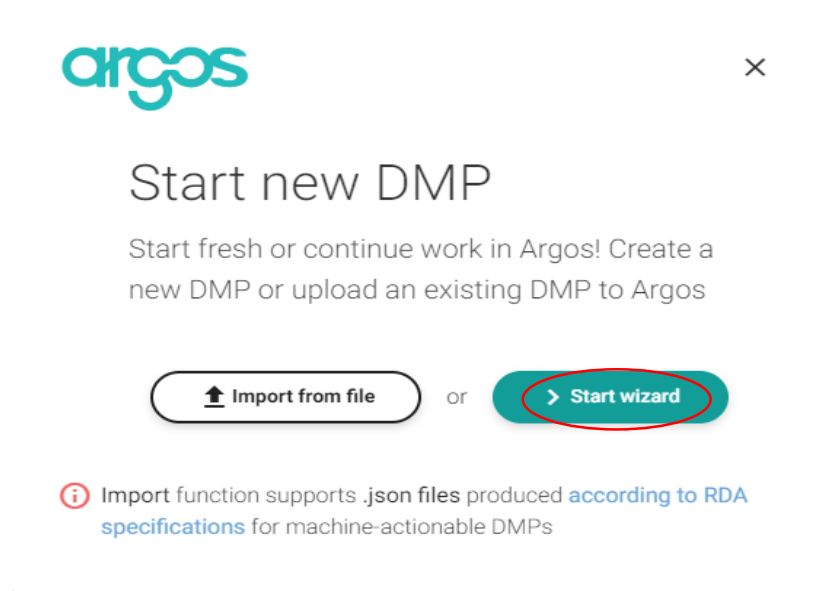 argos
Start new DMP
Start fresh or continue work in Argos! Create a
new DMP or upload an existing DMP to Argos
Import from file or Start wizard
Import function supports .json files produced according to RDA
specifications for machine-actionable DMPs